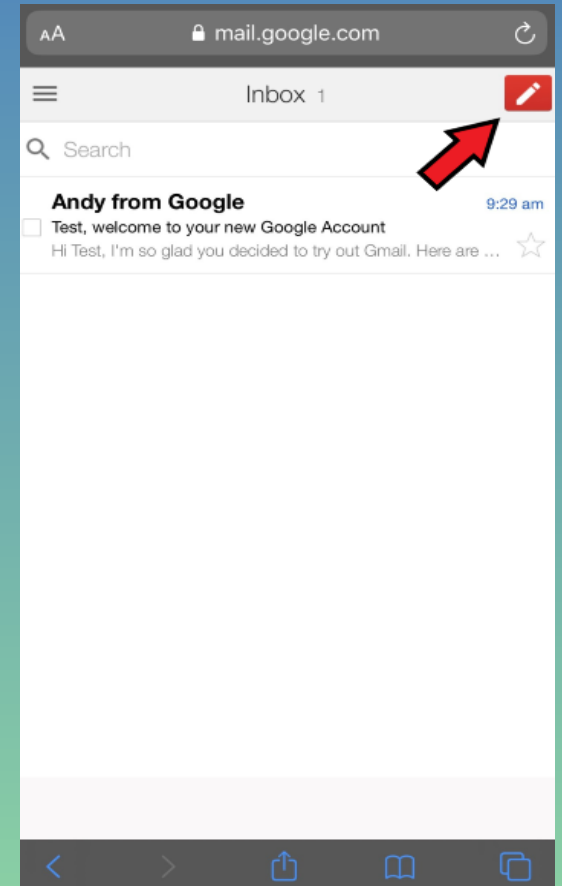 AA mail.google.com
Inbox 1
Search
Andy from Google 9:29 am
Test, welcome to your new Google Account
Hi Test, I'm so glad you decided to try out Gmail. Here are ...